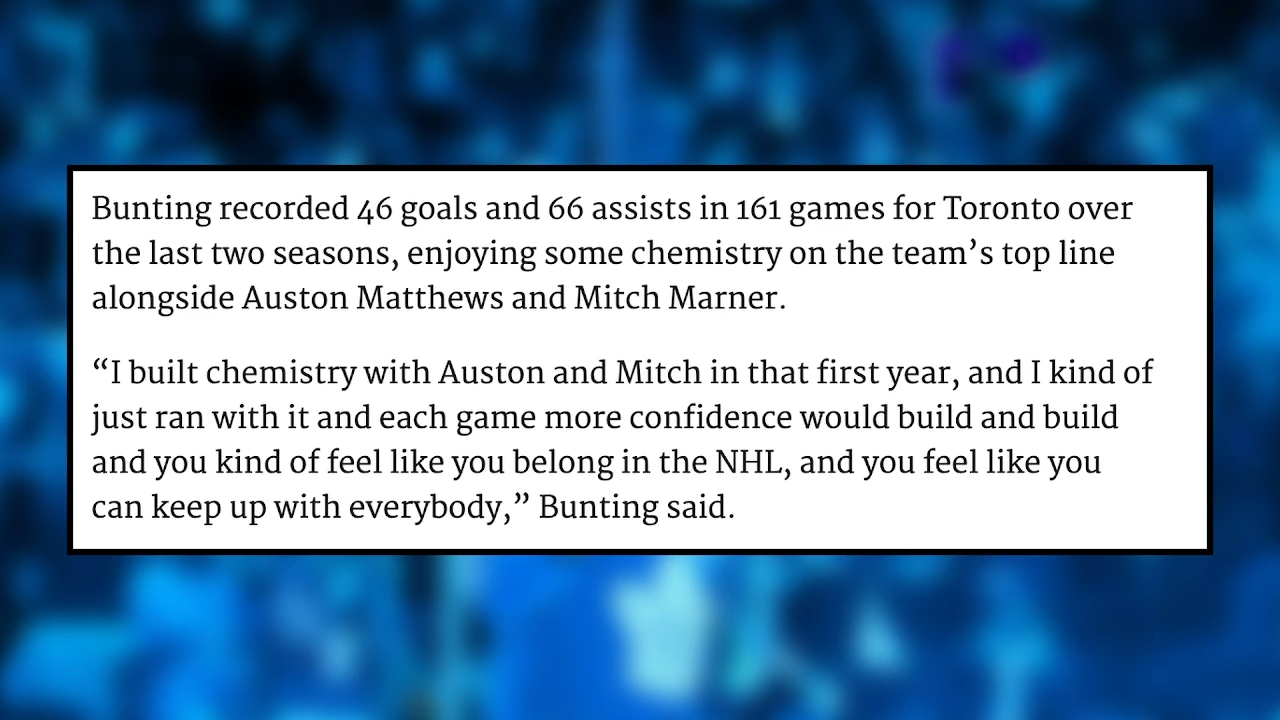 Bunting recorded 46 goals and 66 assists in 161 games for Toronto over
the last two seasons, enjoying some chemistry on the team’s top line
alongside Auston Matthews and Mitch Marner.
“I built chemistry with Auston and Mitch in that first year, and I kind of
just ran with it and each game more confidence would build and build
and you kind of feel like you belong in the NHL, and you feel like you
can keep up with everybody,” Bunting said.